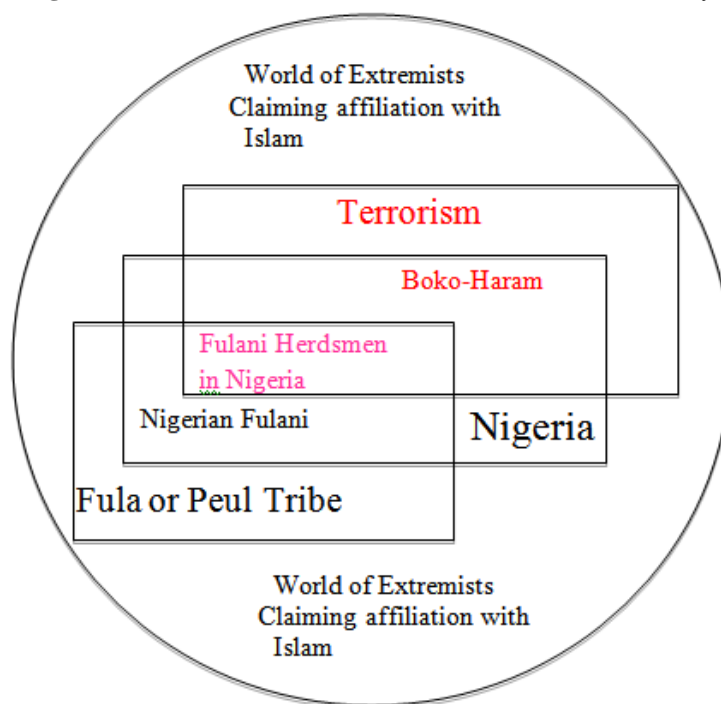 World of Extremists
Claiming affiliation with
Islam
Terrorism
Boko-Haram
Fulani Herdsmen
in Nigeria
Nigerian Fulani
Nigeria
Fula or Peul Tribe
World of Extremists
Claiming affiliation with
Islam